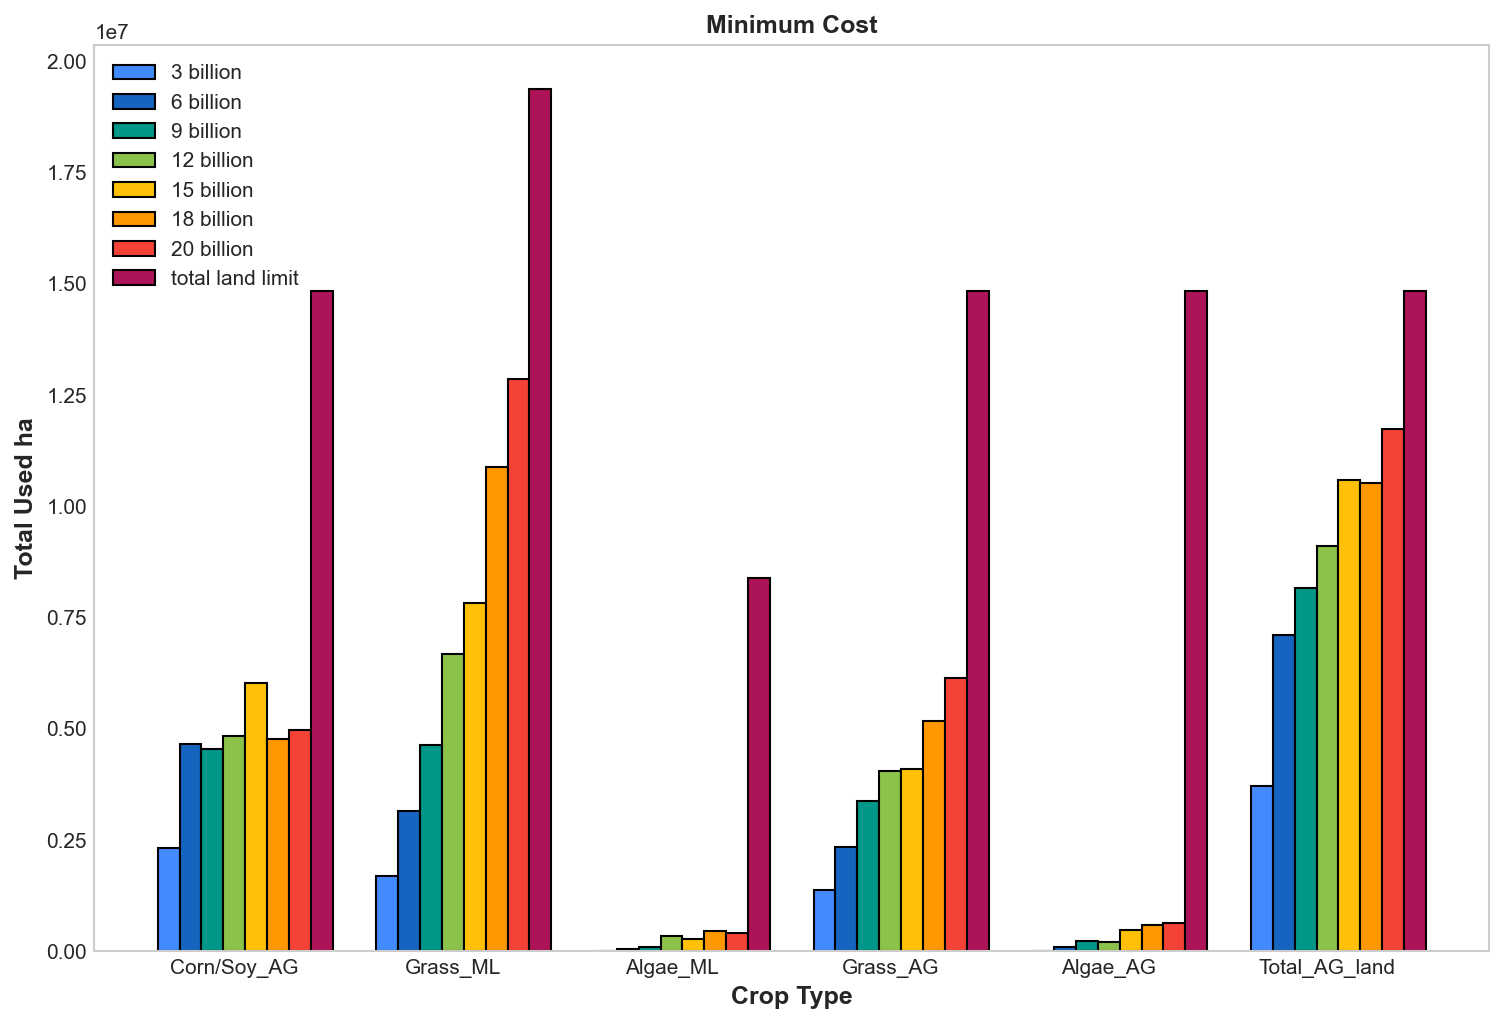 Minimum Cost
1e7
2.00
1.75
1.50
1.25
1.00
0.75
0.50
0.25
0.00
Total Used ha
3 billion
6 billion
9 billion
12 billion
15 billion
18 billion
20 billion
total land limit
Corn/Soy_AG
Grass_ML
Algae_ML
Grass_AG
Algae_AG
Total_AG_land
Crop Type